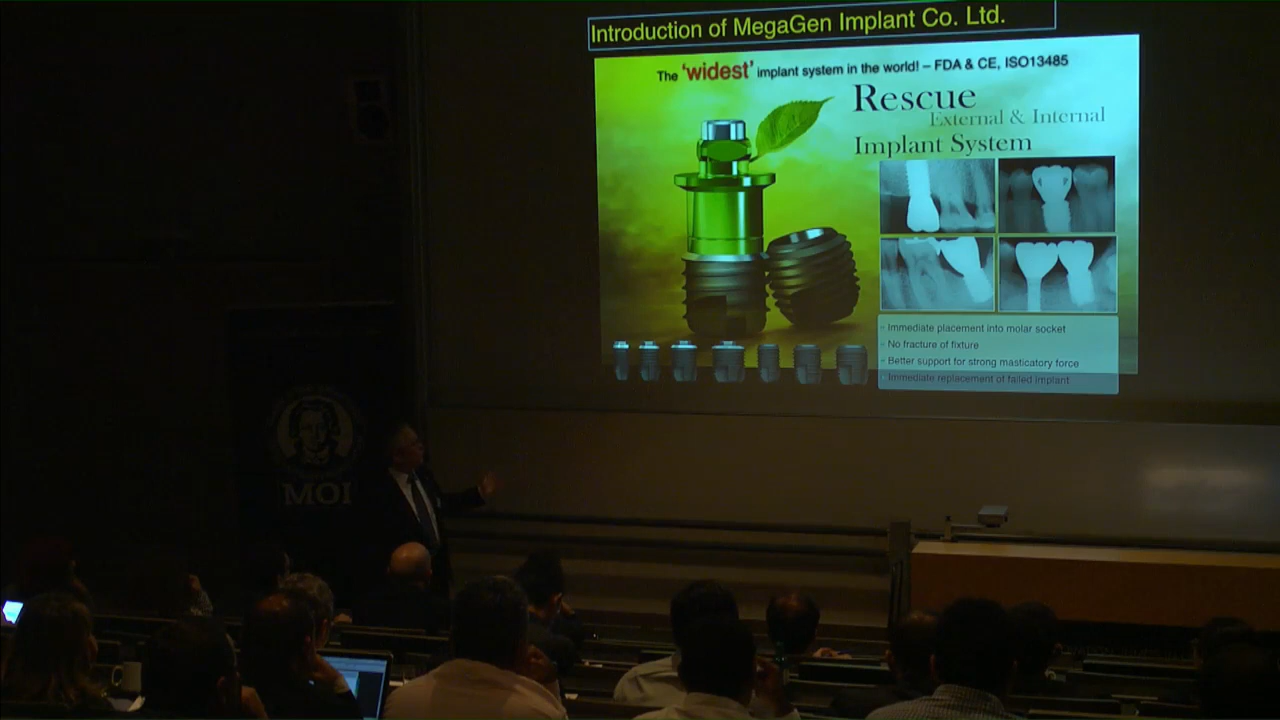 Introduction of MegaGen Implant Co. Ltd.
The 'widest' implant system in the world! – FDA & CE, ISO13485
Rescue
External & Internal
Implant System
- Immediate placement into molar socket
- No fracture of fixture
- Better support for strong masticatory force
- Immediate replacement of failed implant
MOI